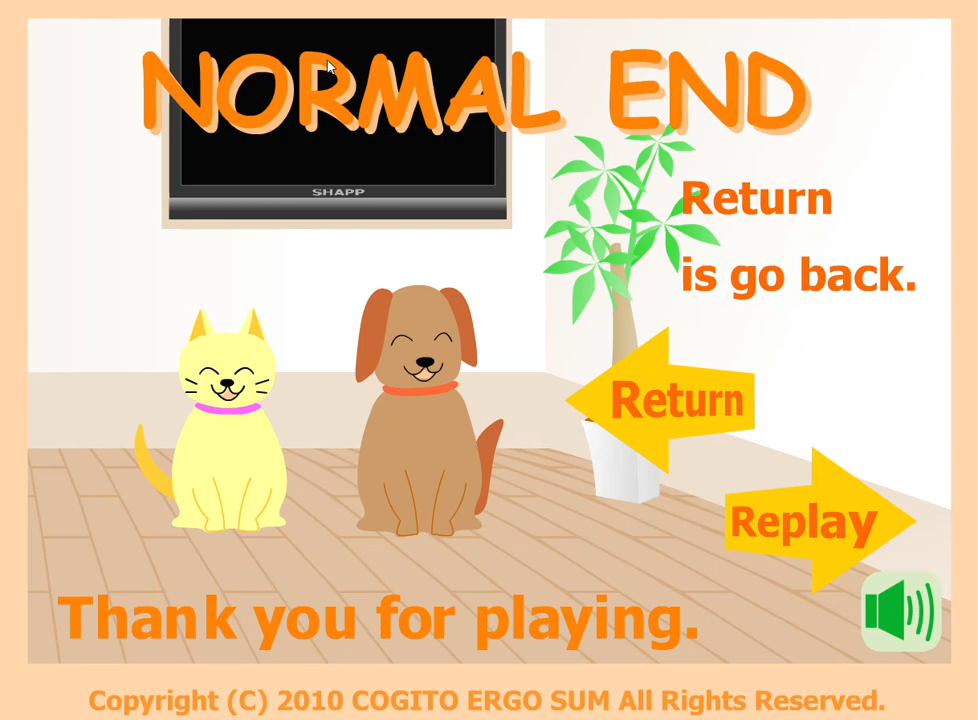 NORMAL END
SHAPP
Return
is go back.
Return
Replay
Thank you for playing.
Copyright (C) 2010 COGITO ERGO SUM All Rights Reserved.